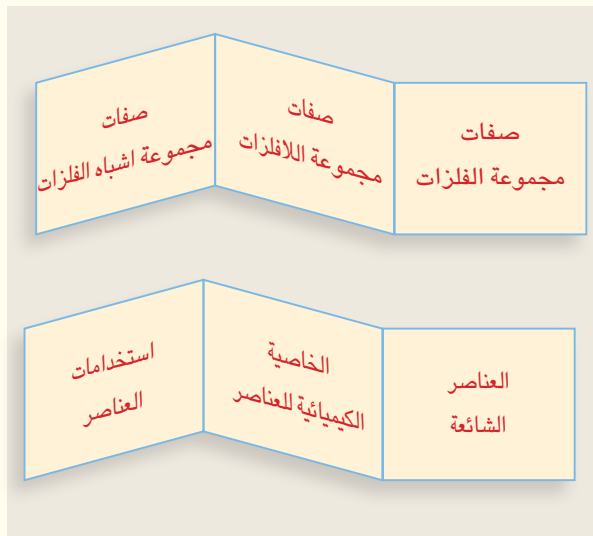 صفات
مجموعة الفلزات
صفات
مجموعة اللافلزات
صفات
مجموعة اشباه الفلزات
العناصر
الشائعة
الخاصية
الكيميائية للعناصر
استخدامات
العناصر